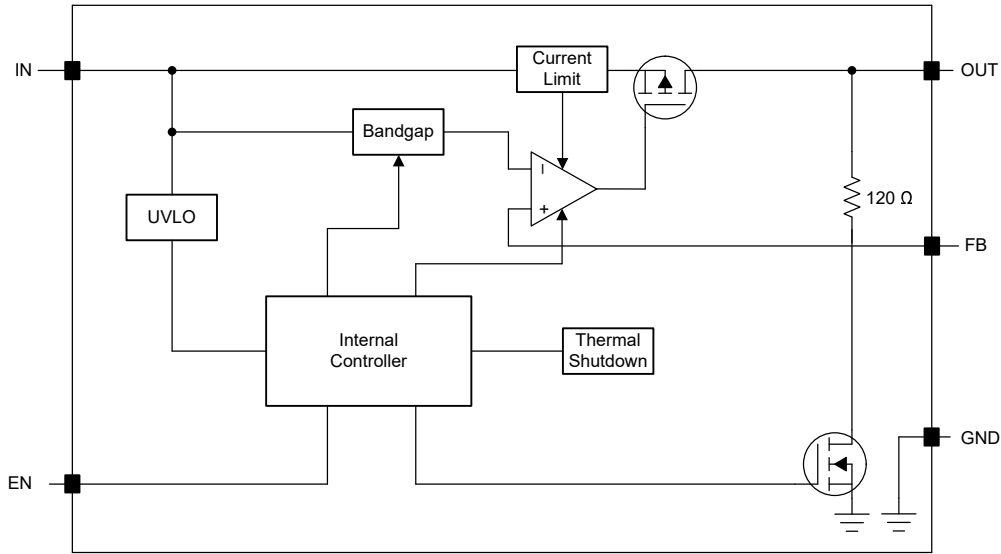 IN
Current
Limit
OUT
Bandgap
–
+
UVLO
120 Ω
FB
Internal
Controller
Thermal
Shutdown
GND
EN